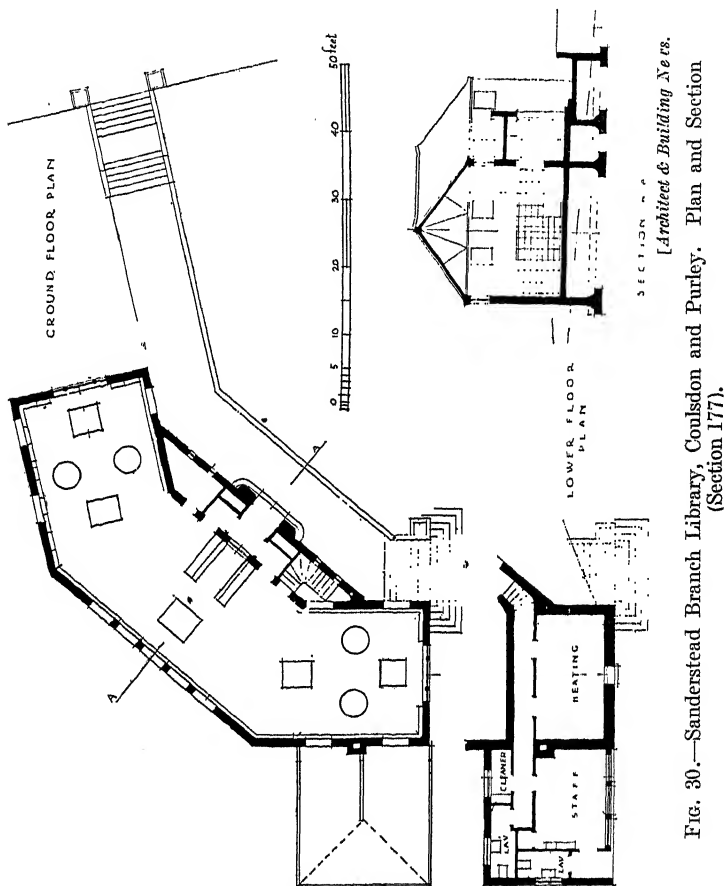 GROUND FLOOR PLAN
0 5 10 20 30 40 50 feet
A
A
LOWER FLOOR
PLAN
HEATING
STAFF
CLEANER
LAV
LAV
SECTION
[Architect & Building News.
FIG. 30.—Sanderstead Branch Library, Coulsdon and Purley. Plan and Section
(Section 177).